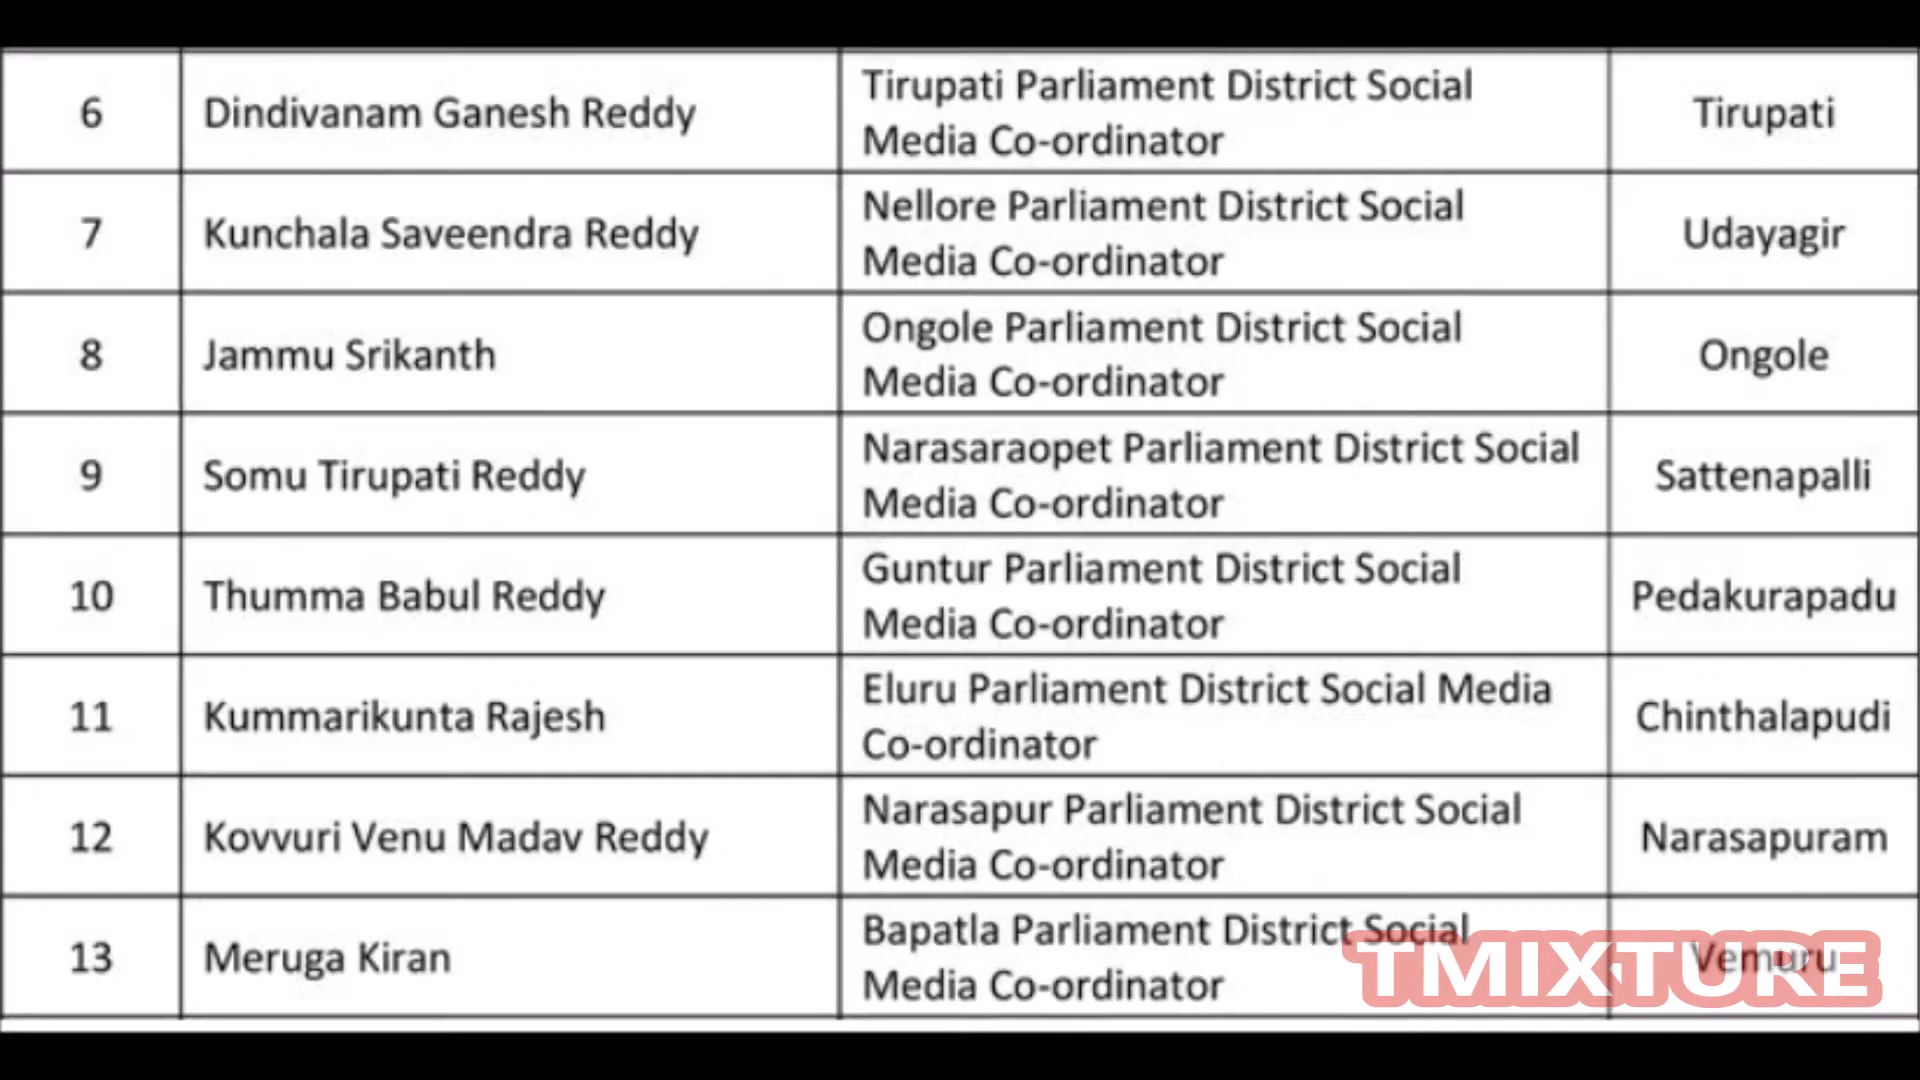 6 Dindivanam Ganesh Reddy Tirupati Parliament District Social Media Co-ordinator Tirupati
7 Kunchala Saveendra Reddy Nellore Parliament District Social Media Co-ordinator Udayagir
8 Jammu Srikanth Ongole Parliament District Social Media Co-ordinator Ongole
9 Somu Tirupati Reddy Narasaraopet Parliament District Social Media Co-ordinator Sattenapalli
10 Thumma Babul Reddy Guntur Parliament District Social Media Co-ordinator Pedakurapadu
11 Kummarikunta Rajesh Eluru Parliament District Social Media Co-ordinator Chinthalapudi
12 Kovvuri Venu Madav Reddy Narasapur Parliament District Social Media Co-ordinator Narasapuram
13 Meruga Kiran Bapatla Parliament District Social Media Co-ordinator Vemuru
TMIXTURE